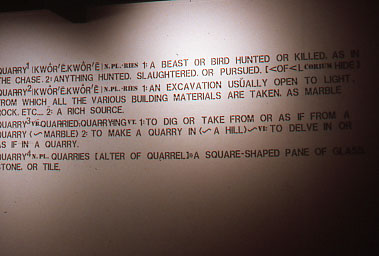 QUARRY1 |KWÔR′Ē,KWŎR′Ē| N.PL.-RIES 1: A BEAST OR BIRD HUNTED OR KILLED, AS IN
THE CHASE. 2: ANYTHING HUNTED, SLAUGHTERED, OR PURSUED. [<OF<L. CORIUM HIDE]
QUARRY2 |KWÔR′Ē,KWŎR′Ē| N.PL.-RIES 1: AN EXCAVATION USUALLY OPEN TO LIGHT,
FROM WHICH ALL THE VARIOUS BUILDING MATERIALS ARE TAKEN, AS MARBLE
ROCK, ETC... 2: A RICH SOURCE.
QUARRY3 VB. QUARRIED; QUARRYING VT. 1: TO DIG OR TAKE FROM OR AS IF FROM A
QUARRY (~ MARBLE) 2: TO MAKE A QUARRY IN (~ A HILL) ~ VI: TO DELVE IN OR
AS IF IN A QUARRY.
QUARRY4 N. PL. QUARRIES [ALTER OF QUARREL]: A SQUARE-SHAPED PANE OF GLASS,
STONE, OR TILE.